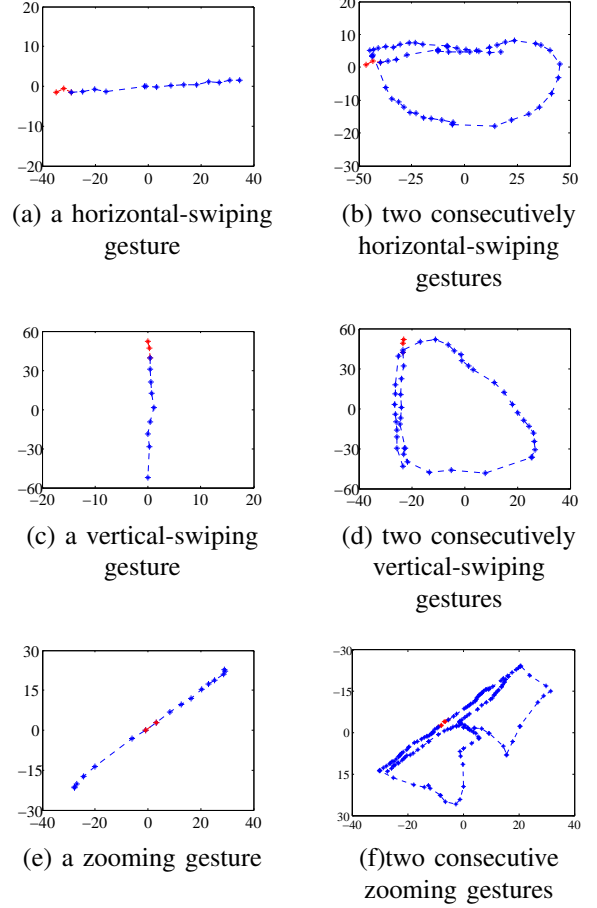 20
10
0
−10
−20
−40 −20 0 20 40
(a) a horizontal-swiping
gesture
20
10
0
−10
−20
−30
−50 −25 0 25 50
(b) two consecutively
horizontal-swiping
gestures
60
30
0
−30
−60
−20 −10 0 10 20
(c) a vertical-swiping
gesture
60
30
0
−30
−60
−40 −20 0 20 40
(d) two consecutively
vertical-swiping
gestures
30
15
0
−15
−30
−40 −20 0 20 40
(e) a zooming gesture
−30
−15
0
15
30
−40 −20 0 20 40
(f)two consecutive
zooming gestures